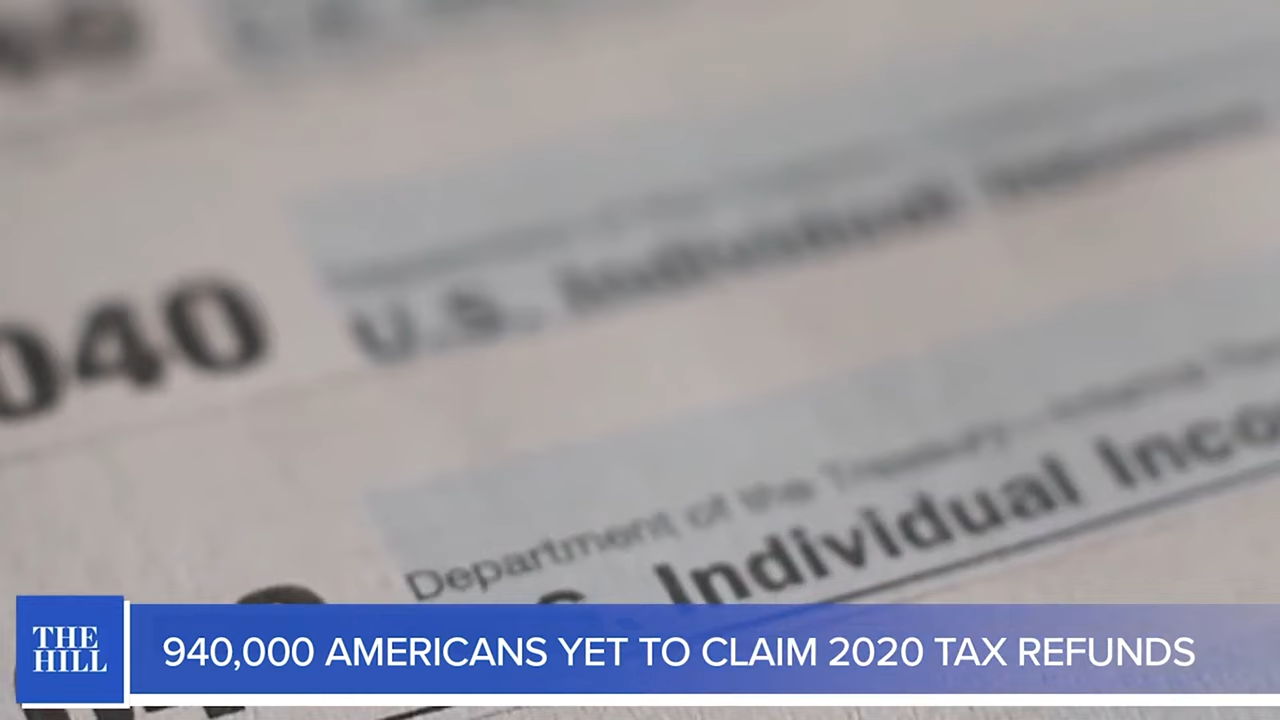 040
U.S. Individual
Department of the Treasury
S. Individual Inco
THE
HILL
940,000 AMERICANS YET TO CLAIM 2020 TAX REFUNDS